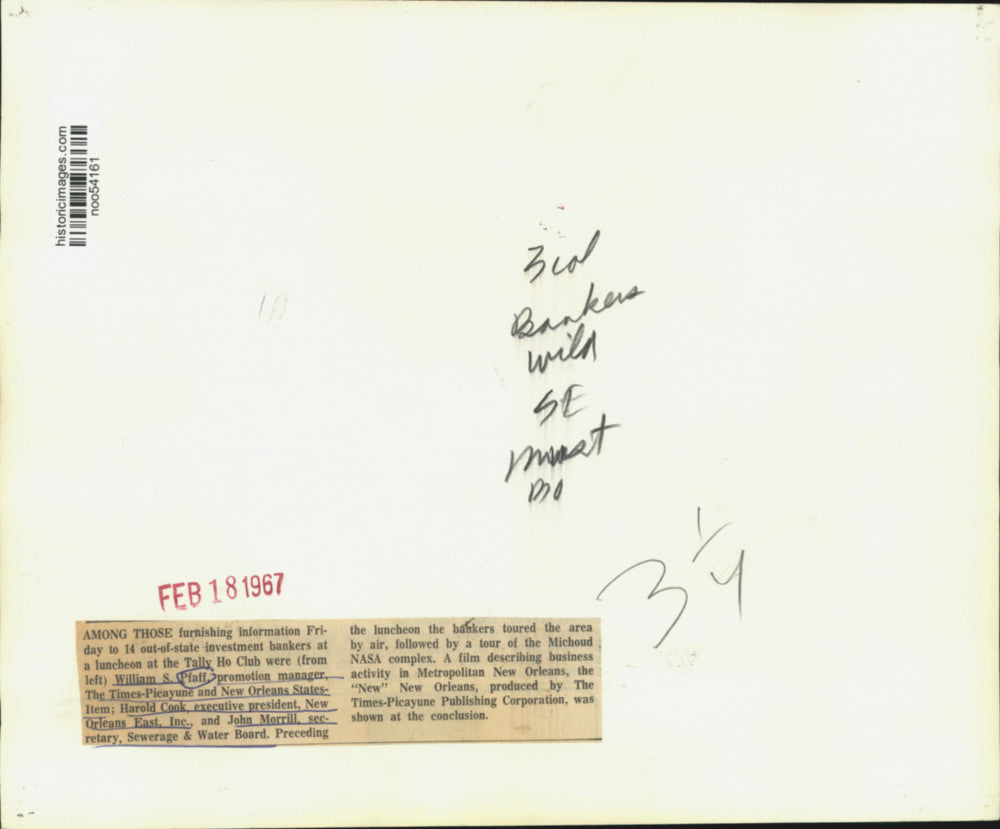 historicimages.com
noo54161
3 col
Bankers
wild
SE
must
1B
3 1/4
FEB 18 1967
AMONG THOSE furnishing information Fri-
day to 14 out-of-state investment bankers at
a luncheon at the Tally Ho Club were (from
left) William S. Pfaff, promotion manager,
The Times-Picayune and New Orleans States-
Item; Harold Cook, executive president, New
Orleans East, Inc., and John Morrill, sec-
retary, Sewerage & Water Board. Preceding
the luncheon the bankers toured the area
by air, followed by a tour of the Michoud
NASA complex. A film describing business
activity in Metropolitan New Orleans, the
“New” New Orleans, produced by The
Times-Picayune Publishing Corporation, was
shown at the conclusion.